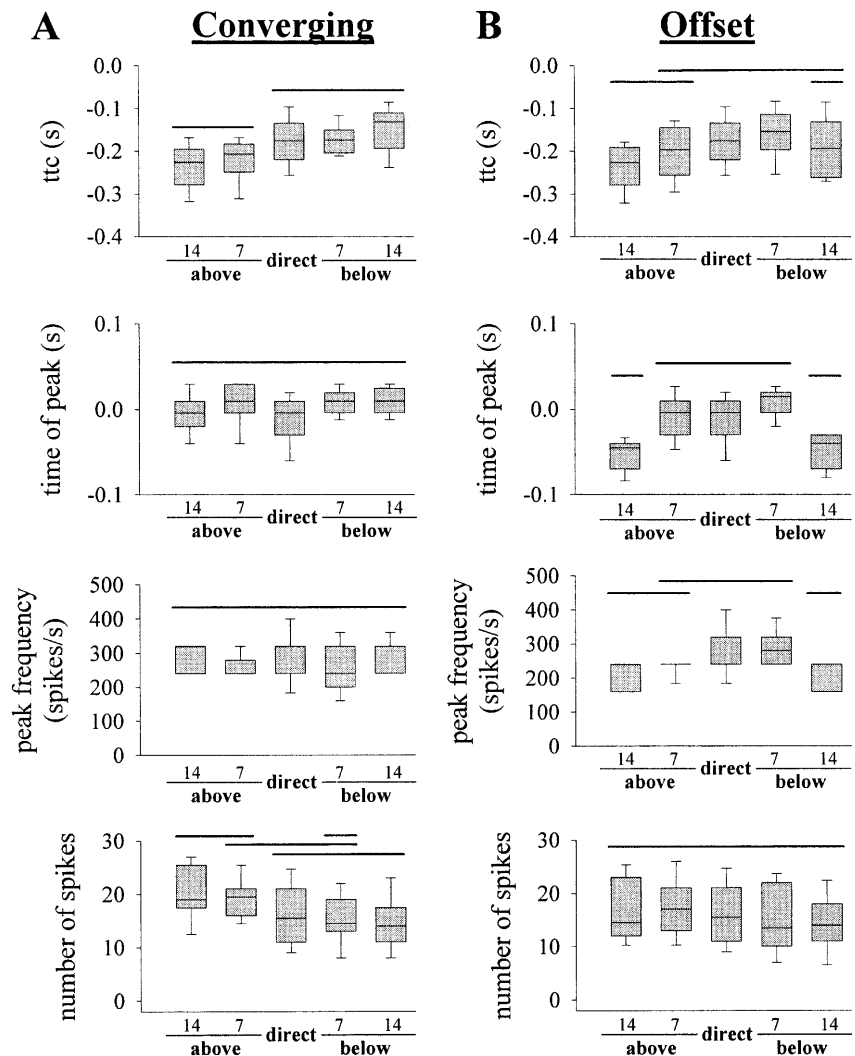 A Converging
ttc (s)
0.0
-0.1
-0.2
-0.3
-0.4
14 7 direct 7 14
above below
time of peak (s)
0.1
0.0
-0.1
14 7 direct 7 14
above below
peak frequency
(spikes/s)
500
400
300
200
100
0
14 7 direct 7 14
above below
number of spikes
30
20
10
0
14 7 direct 7 14
above below
B Offset
ttc (s)
0.0
-0.1
-0.2
-0.3
-0.4
14 7 direct 7 14
above below
time of peak (s)
0.1
0.0
-0.1
14 7 direct 7 14
above below
peak frequency
(spikes/s)
500
400
300
200
100
0
14 7 direct 7 14
above below
number of spikes
30
20
10
0
14 7 direct 7 14
above below